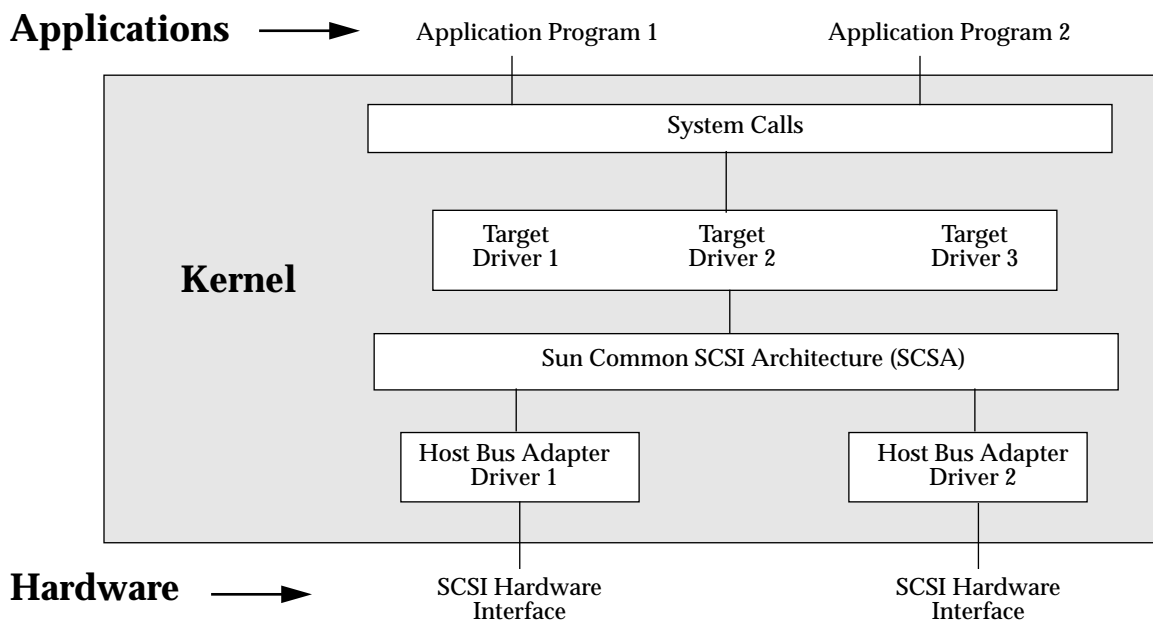 Applications
Application Program 1
Application Program 2
System Calls
Target
Driver 1
Target
Driver 2
Target
Driver 3
Kernel
Sun Common SCSI Architecture (SCSA)
Host Bus Adapter
Driver 1
Host Bus Adapter
Driver 2
Hardware
SCSI Hardware
Interface
SCSI Hardware
Interface